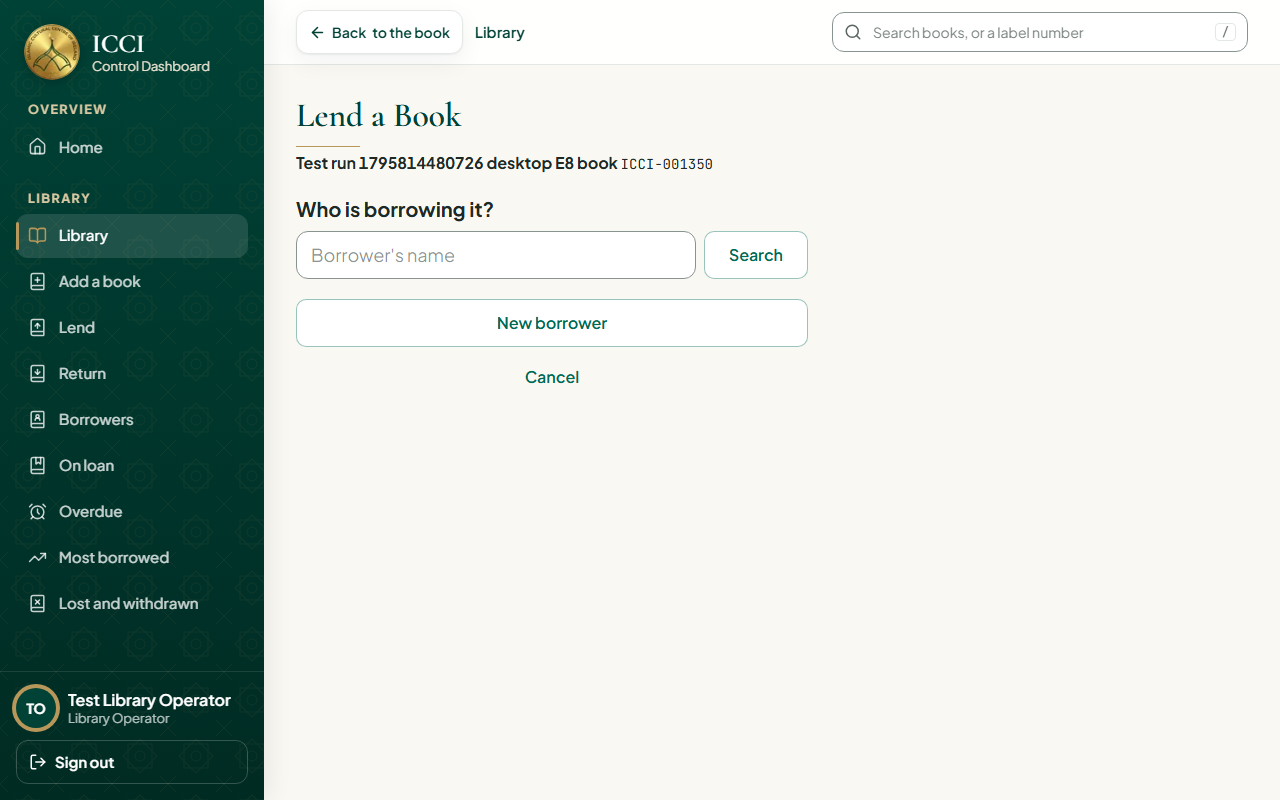 ICCI
Control Dashboard
OVERVIEW
Home
LIBRARY
Library
Add a book
Lend
Return
Borrowers
On loan
Overdue
Most borrowed
Lost and withdrawn
TO
Test Library Operator
Library Operator
Sign out
Back to the book
Library
Search books, or a label number
/
Lend a Book
Test run 1795814480726 desktop E8 book ICCI-001350
Who is borrowing it?
Borrower's name
Search
New borrower
Cancel